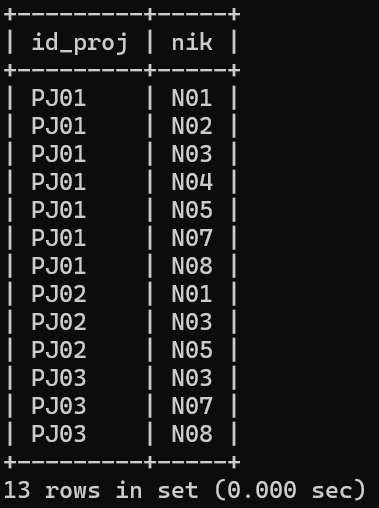 +---------+-----+
| id_proj | nik |
+---------+-----+
| PJ01    | N01 |
| PJ01    | N02 |
| PJ01    | N03 |
| PJ01    | N04 |
| PJ01    | N05 |
| PJ01    | N07 |
| PJ01    | N08 |
| PJ02    | N01 |
| PJ02    | N03 |
| PJ02    | N05 |
| PJ03    | N03 |
| PJ03    | N07 |
| PJ03    | N08 |
+---------+-----+
13 rows in set (0.000 sec)